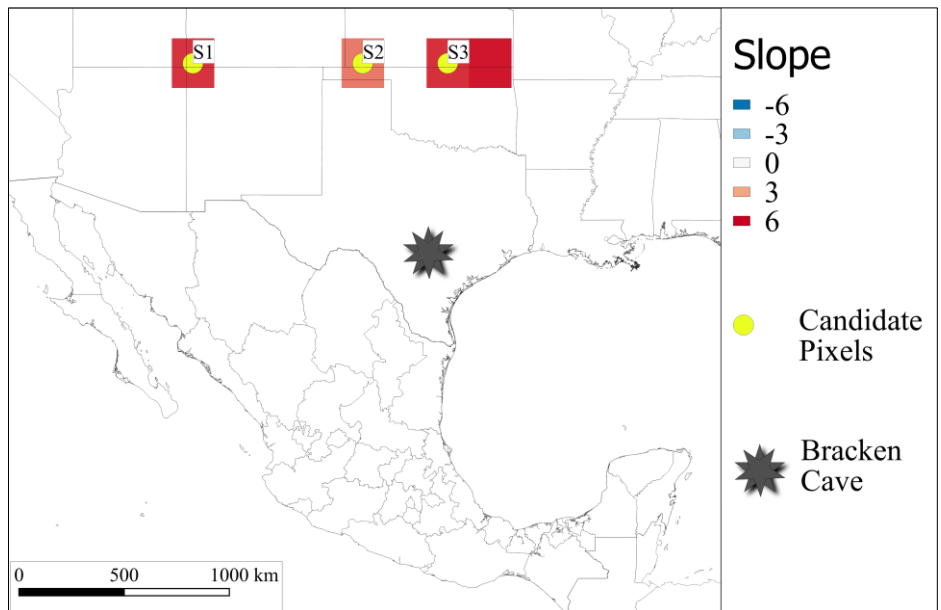 S1
S2
S3
Slope
-6
-3
0
3
6
Candidate
Pixels
Bracken
Cave
0 500 1000 km